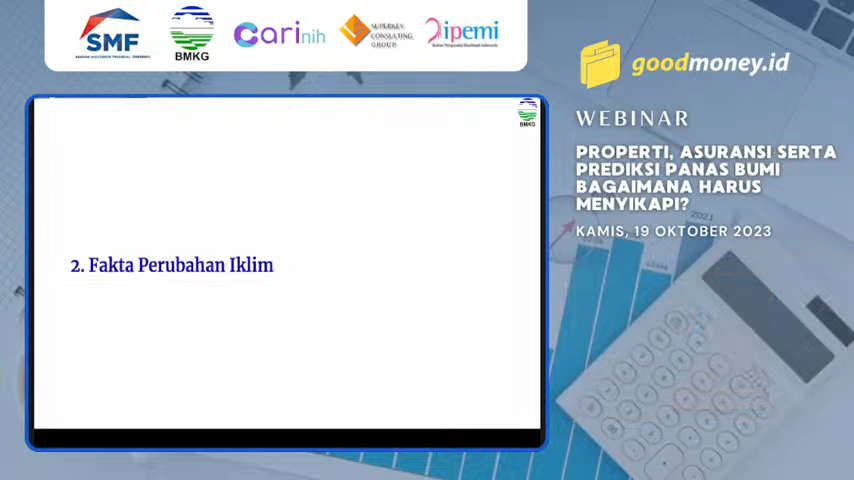 SMF
BMKG
Carinih
SUPERKEY
CONSULTING
GROUP
ipemi
goodmoney.id
BMKG
WEBINAR
PROPERTI, ASURANSI SERTA
PREDIKSI PANAS BUMI
BAGAIMANA HARUS
MENYIKAPI?
KAMIS, 19 OKTOBER 2023
2021
2. Fakta Perubahan Iklim